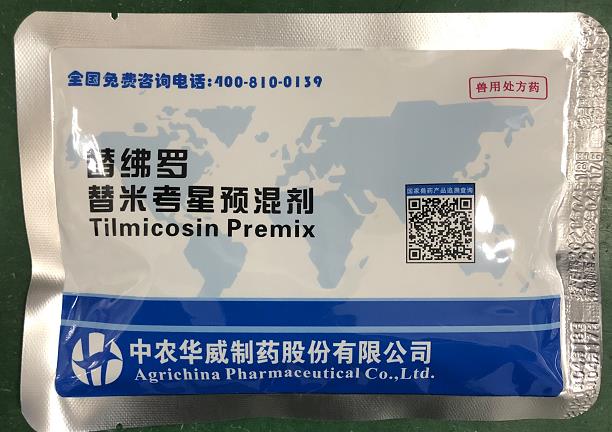 全国免费咨询电话:400-810-0139
兽用处方药
替绋罗
替米考星预混剂
Tilmicosin Premix
国家兽药产品追溯查询
中农华威制药股份有限公司
Agrichina Pharmaceutical Co.,Ltd.